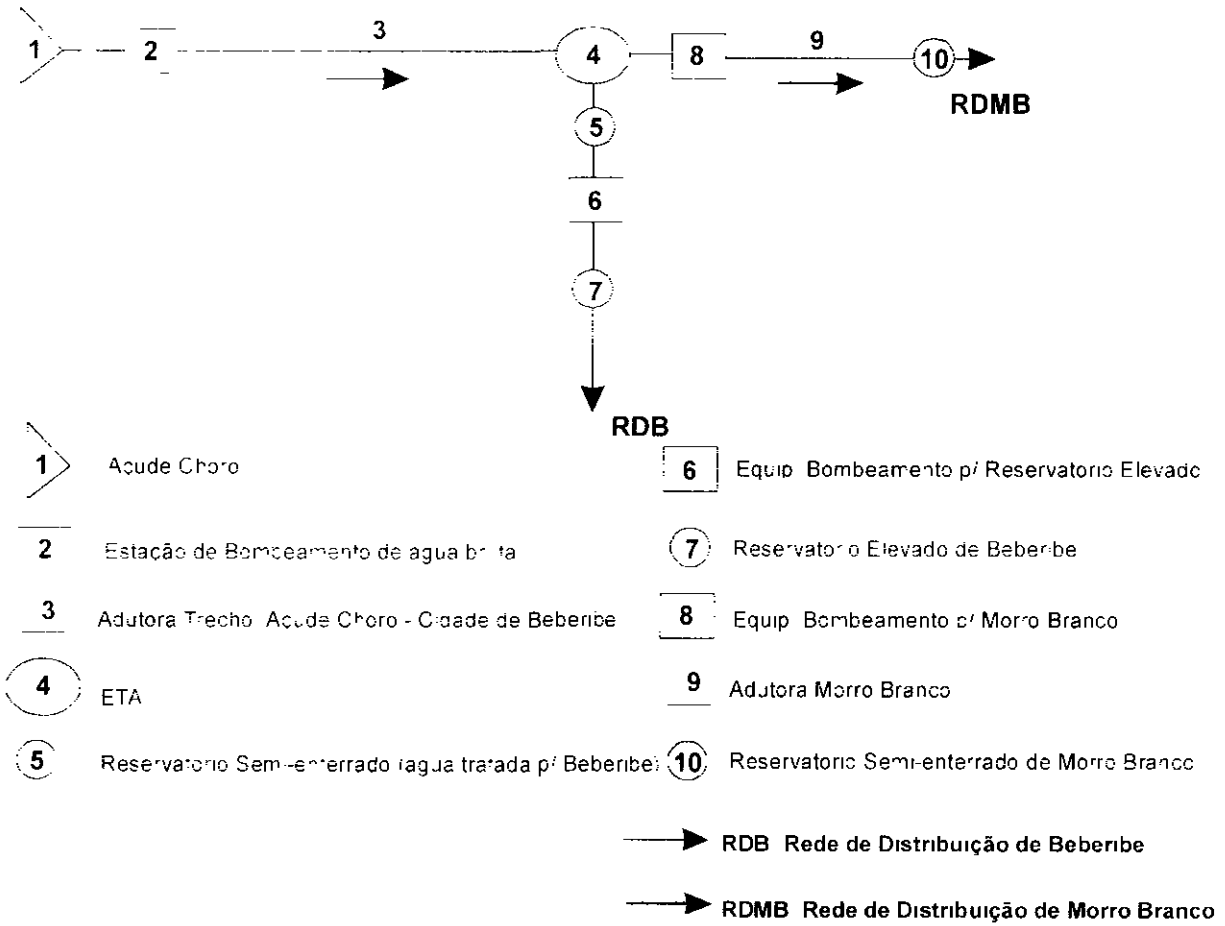 3
9
1
2
4
8
10
RDMB
5
6
7
RDB
1 Açude Choro
6 Equip Bombeamento p/ Reservatorio Elevado
2 Estação de Bombeamento de agua
7 Reservatorio Elevado de Beberibe
3 Adutora Trecho Açude Choro - Cidade de Beberibe
8 Equip Bombeamento p/ Morro Branco
4 ETA
9 Adutora Morro Branco
5 Reservatorio Semi-enterrado (agua tratada p/ Beberibe)
10 Reservatorio Semi-enterrado de Morro Branco
RDB Rede de Distribuição de Beberibe
RDMB Rede de Distribuição de Morro Branco